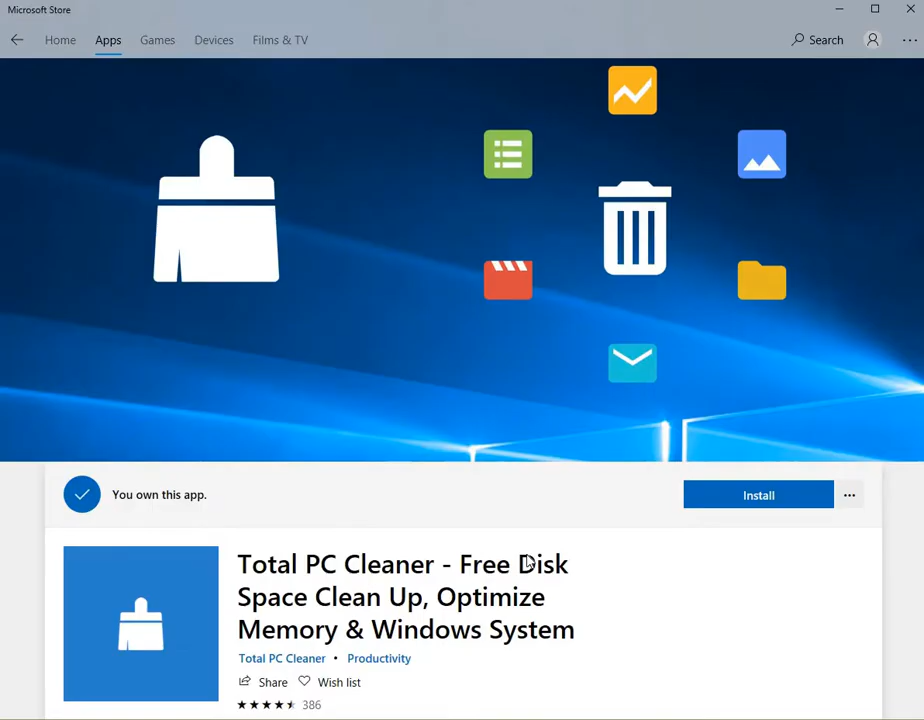 Microsoft Store
Home Apps Games Devices Films & TV Search
You own this app.
Install
Total PC Cleaner - Free Disk
Space Clean Up, Optimize
Memory & Windows System
Total PC Cleaner • Productivity
Share Wish list
386